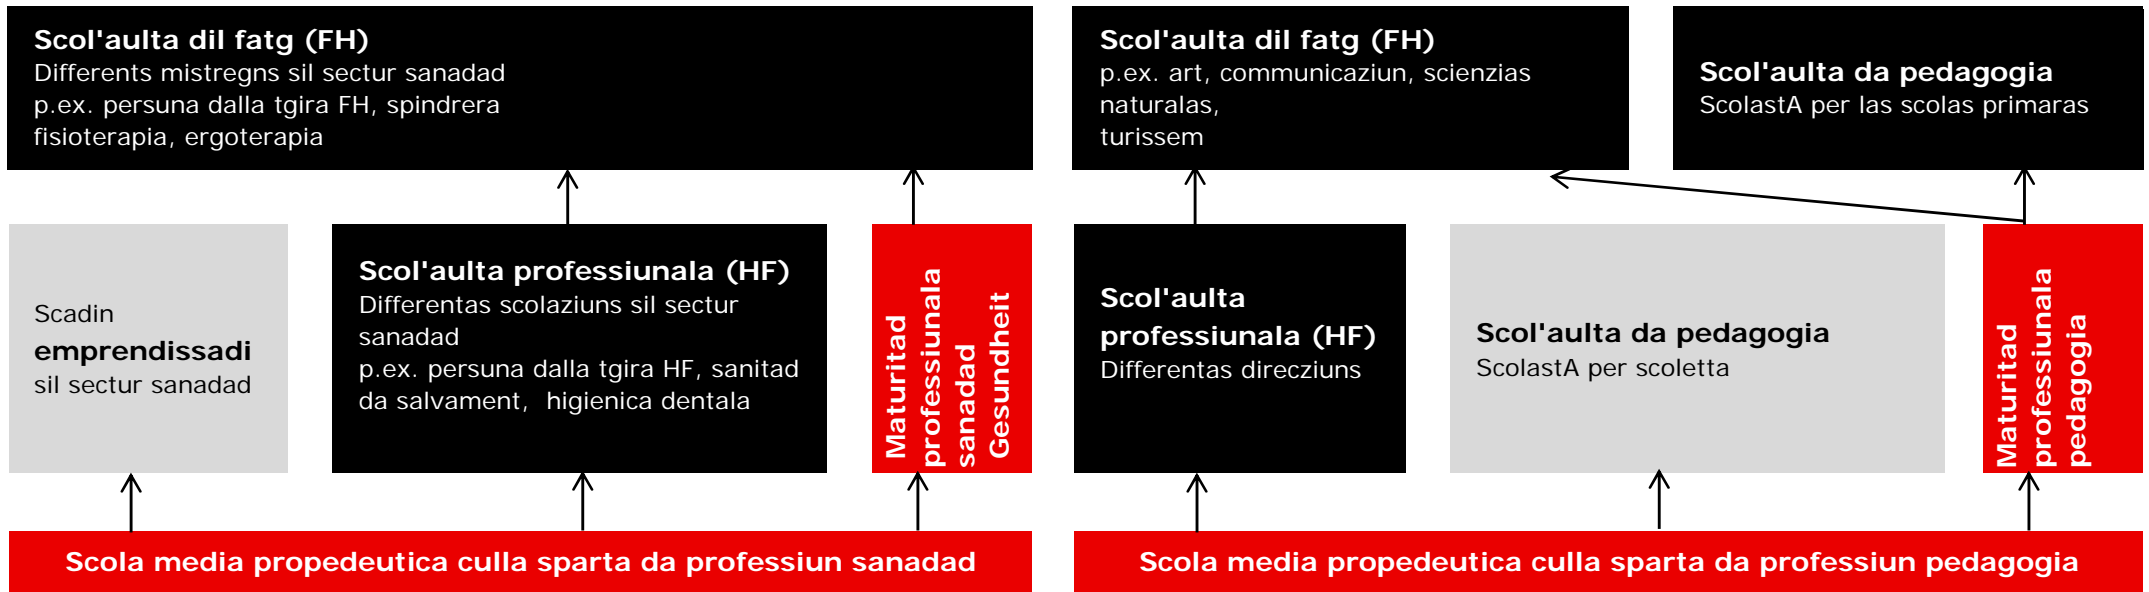 Scol'aulta dil fatg (FH)
Differents mistregns sil sectur sanadad
p.ex. persuna dalla tgira FH, spindrera
fisioterapia, ergoterapia
Scol'aulta dil fatg (FH)
p.ex. art, communicaziun, scienzias
naturalas,
turissem
Scol'aulta da pedagogia
ScolastA per las scolas primaras
Scadin
emprendissadi
sil sectur sanadad
Scol'aulta professiunala (HF)
Differentas scolaziuns sil sectur
sanadad
p.ex. persuna dalla tgira HF, sanitad
da salvament,  higienica dentala
Maturitad
professiunala
sanadad
Gesundheit
Scol'aulta
professiunala (HF)
Differentas direcziuns
Scol'aulta da pedagogia
ScolastA per scoletta
Maturitad
professiunala
pedagogia
Scola media propedeutica culla sparta da professiun sanadad
Scola media propedeutica culla sparta da professiun pedagogia